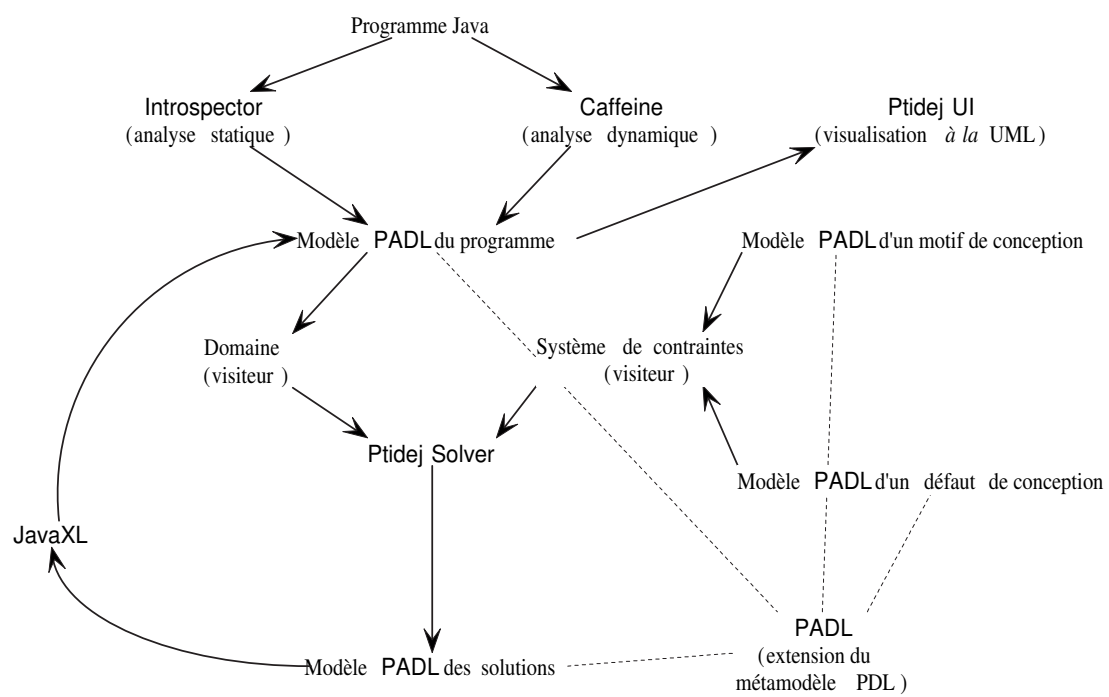 Programme Java
Introspector
(analyse statique )
Caffeine
(analyse dynamique )
Ptidej UI
(visualisation à la UML)
Modèle PADL du programme
Modèle PADL d'un motif de conception
Domaine
(visiteur )
Système de contraintes
(visiteur )
Ptidej Solver
Modèle PADL d'un défaut de conception
JavaXL
PADL
(extension du
métamodèle PDL )
Modèle PADL des solutions